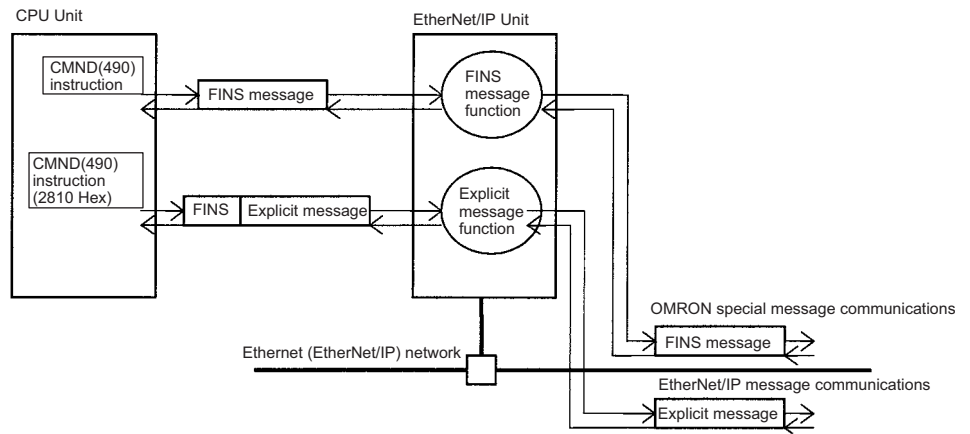 CPU Unit
EtherNet/IP Unit
CMND(490)
instruction
FINS message
FINS
message
function
CMND(490)
instruction
(2810 Hex)
FINS
Explicit message
Explicit
message
function
OMRON special message communications
FINS message
Ethernet (EtherNet/IP) network
EtherNet/IP message communications
Explicit message